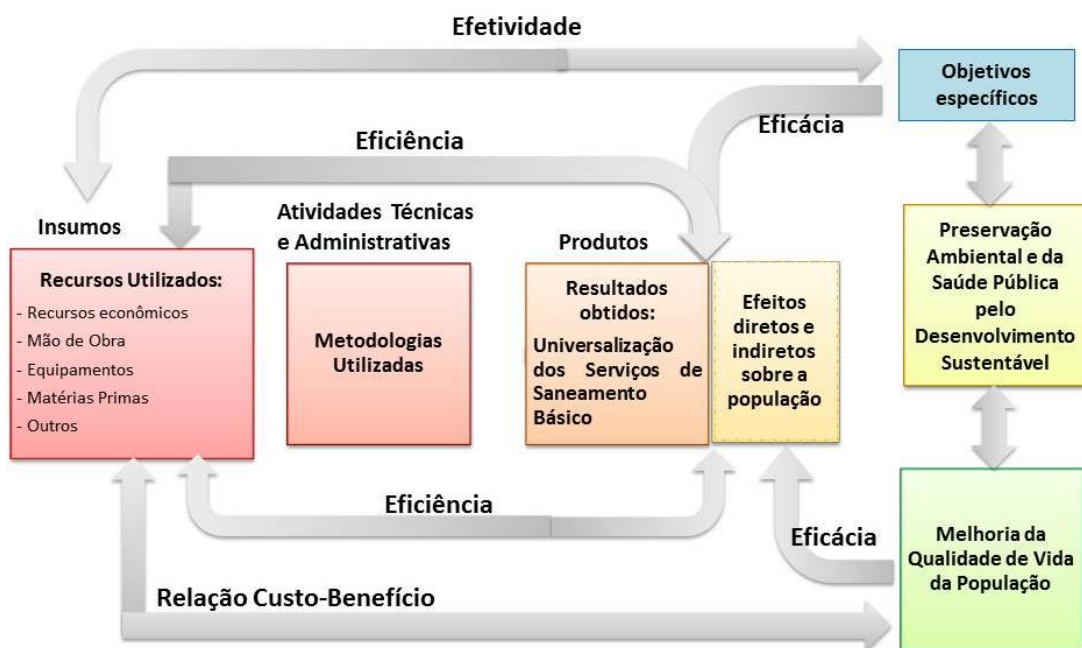 Efetividade
Objetivos
específicos
Eficácia
Eficiência
Insumos
Atividades Técnicas
e Administrativas
Produtos
Recursos Utilizados:
- Recursos econômicos
- Mão de Obra
- Equipamentos
- Matérias Primas
- Outros
Metodologias
Utilizadas
Resultados
obtidos:
Universalização
dos Serviços de
Saneamento
Básico
Efeitos
diretos e
indiretos
sobre a
população
Preservação
Ambiental e da
Saúde Pública
pelo
Desenvolvimento
Sustentável
Eficiência
Eficácia
Melhoria da
Qualidade de Vida
da População
Relação Custo-Benefício